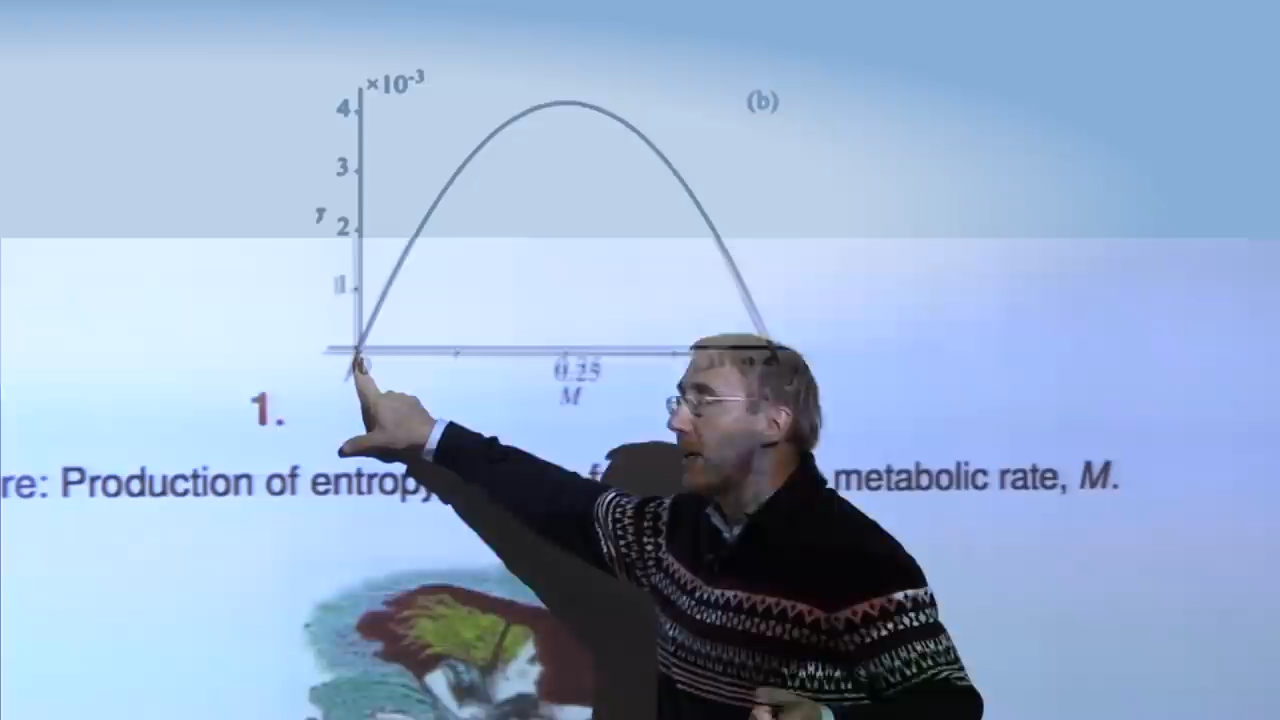 ×10⁻³
(b)
4
3
2
1
0.25
M
1.
re: Production of entropy metabolic rate, M.